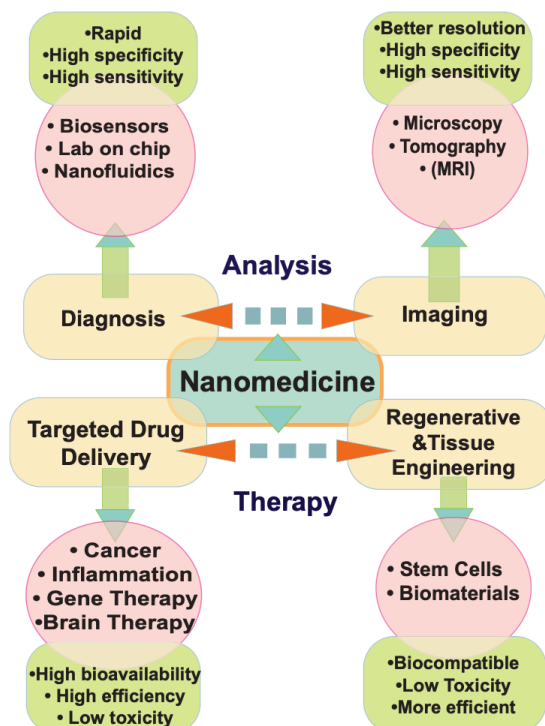 •Rapid
•High specificity
•High sensitivity
•Better resolution
•High specificity
•High sensitivity
• Biosensors
• Lab on chip
• Nanofluidics
• Microscopy
• Tomography
• (MRI)
Analysis
Diagnosis
Imaging
Nanomedicine
Targeted Drug
Delivery
Regenerative
&Tissue
Engineering
Therapy
• Cancer
• Inflammation
• Gene Therapy
•Brain Therapy
• Stem Cells
• Biomaterials
•High bioavailability
• High efficiency
• Low toxicity
•Biocompatible
•Low Toxicity
•More efficient